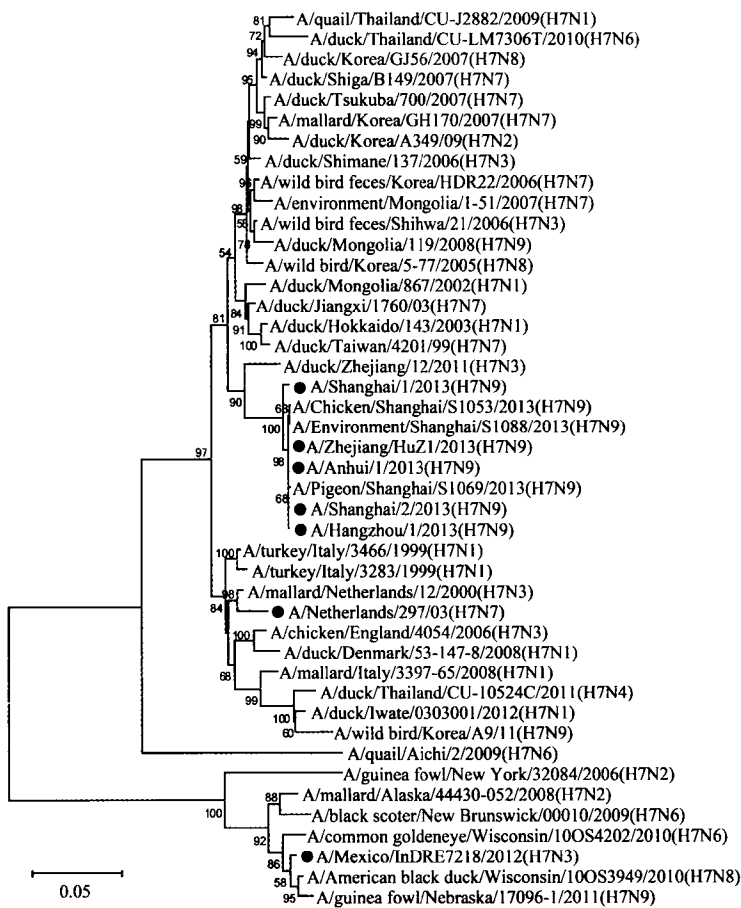 A/quail/Thailand/CU-J2882/2009(H7N1)
A/duck/Thailand/CU-LM7306T/2010(H7N6)
A/duck/Korea/GJ56/2007(H7N8)
A/duck/Shiga/B149/2007(H7N7)
A/duck/Tsukuba/700/2007(H7N7)
A/mallard/Korea/GH170/2007(H7N7)
A/duck/Korea/A349/09(H7N2)
A/duck/Shimane/137/2006(H7N3)
A/wild bird feces/Korea/HDR22/2006(H7N7)
A/environment/Mongolia/1-51/2007(H7N7)
A/wild bird feces/Shihwa/21/2006(H7N3)
A/duck/Mongolia/119/2008(H7N9)
A/wild bird/Korea/5-77/2005(H7N8)
A/duck/Mongolia/867/2002(H7N1)
A/duck/Jiangxi/1760/03(H7N7)
A/duck/Hokkaido/143/2003(H7N1)
A/duck/Taiwan/4201/99(H7N7)
A/duck/Zhejiang/12/2011(H7N3)
A/Shanghai/1/2013(H7N9)
A/Chicken/Shanghai/S1053/2013(H7N9)
A/Environment/Shanghai/S1088/2013(H7N9)
A/Zhejiang/HuZ1/2013(H7N9)
A/Anhui/1/2013(H7N9)
A/Pigeon/Shanghai/S1069/2013(H7N9)
A/Shanghai/2/2013(H7N9)
A/Hangzhou/1/2013(H7N9)
A/turkey/Italy/3466/1999(H7N1)
A/turkey/Italy/3283/1999(H7N1)
A/mallard/Netherlands/12/2000(H7N3)
A/Netherlands/297/03(H7N7)
A/chicken/England/4054/2006(H7N3)
A/duck/Denmark/53-147-8/2008(H7N1)
A/mallard/Italy/3397-65/2008(H7N1)
A/duck/Thailand/CU-10524C/2011(H7N4)
A/duck/Iwate/0303001/2012(H7N1)
A/wild bird/Korea/A9/11(H7N9)
A/quail/Aichi/2/2009(H7N6)
A/guinea fowl/New York/32084/2006(H7N2)
A/mallard/Alaska/44430-052/2008(H7N2)
A/black scoter/New Brunswick/00010/2009(H7N6)
A/common goldeneye/Wisconsin/10OS4202/2010(H7N6)
A/Mexico/InDRE7218/2012(H7N3)
A/American black duck/Wisconsin/10OS3949/2010(H7N8)
A/guinea fowl/Nebraska/17096-1/2011(H7N9)
81
72
94
95
99
90
59
98
54
84
91
100
81
90
100
98
68
97
100
98
84
100
68
99
100
60
100
88
92
86
58
95
0.05